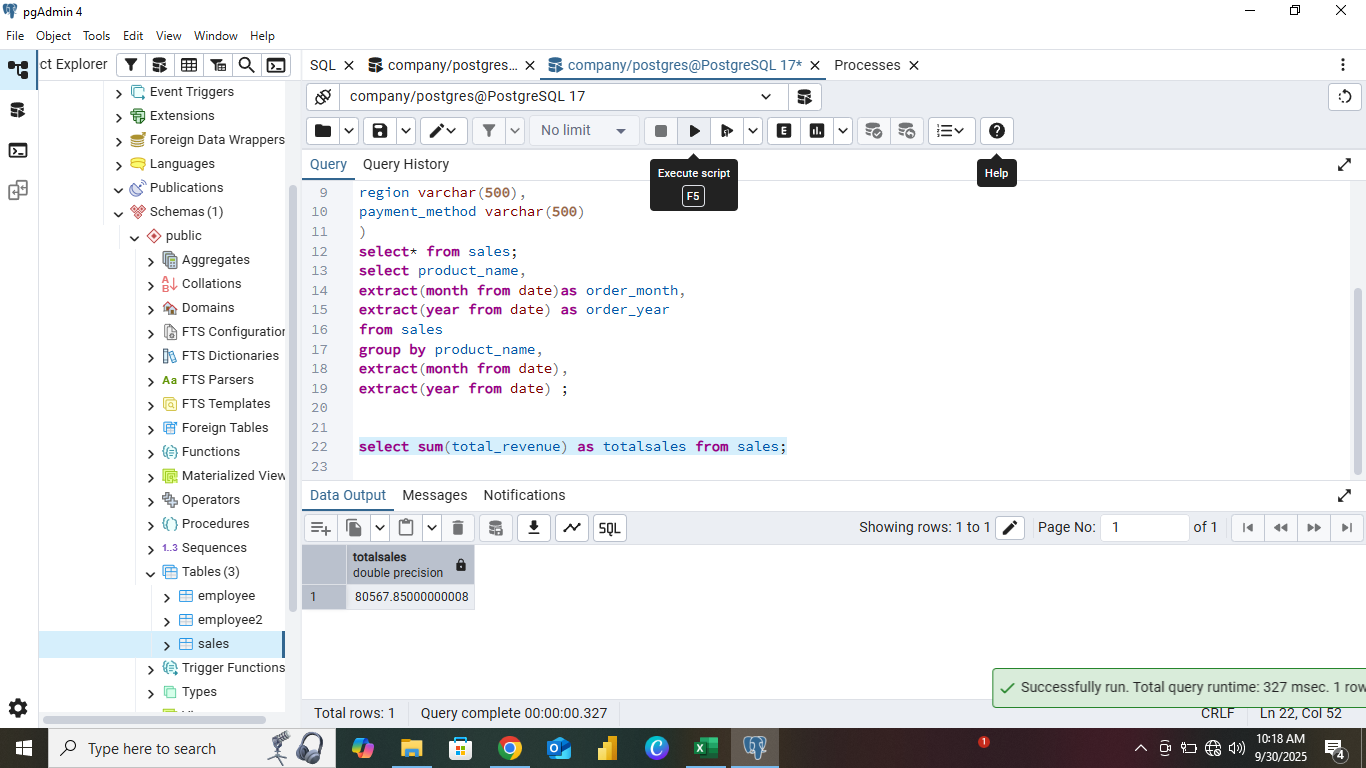 pgAdmin 4
File Object Tools Edit View Window Help
ct Explorer
SQL company/postgres... company/postgres@PostgreSQL 17* Processes
company/postgres@PostgreSQL 17
No limit
Query Query History
Execute script
F5
Help
Event Triggers
Extensions
Foreign Data Wrappers
Languages
Publications
Schemas (1)
public
Aggregates
Collations
Domains
FTS Configuration
FTS Dictionaries
Aa FTS Parsers
FTS Templates
Foreign Tables
Functions
Materialized View
Operators
Procedures
1..3 Sequences
Tables (3)
employee
employee2
sales
Trigger Functions
Types
9 region varchar(500),
10 payment_method varchar(500)
11 )
12 select* from sales;
13 select product_name,
14 extract(month from date)as order_month,
15 extract(year from date) as order_year
16 from sales
17 group by product_name,
18 extract(month from date),
19 extract(year from date) ;
20
21
22 select sum(total_revenue) as totalsales from sales;
23
Data Output Messages Notifications
SQL Showing rows: 1 to 1 Page No: 1 of 1
totalsales
double precision
1 80567.85000000008
Successfully run. Total query runtime: 327 msec. 1 row
Total rows: 1 Query complete 00:00:00.327 CRLF Ln 22, Col 52
Type here to search
1
10:18 AM
9/30/2025
4